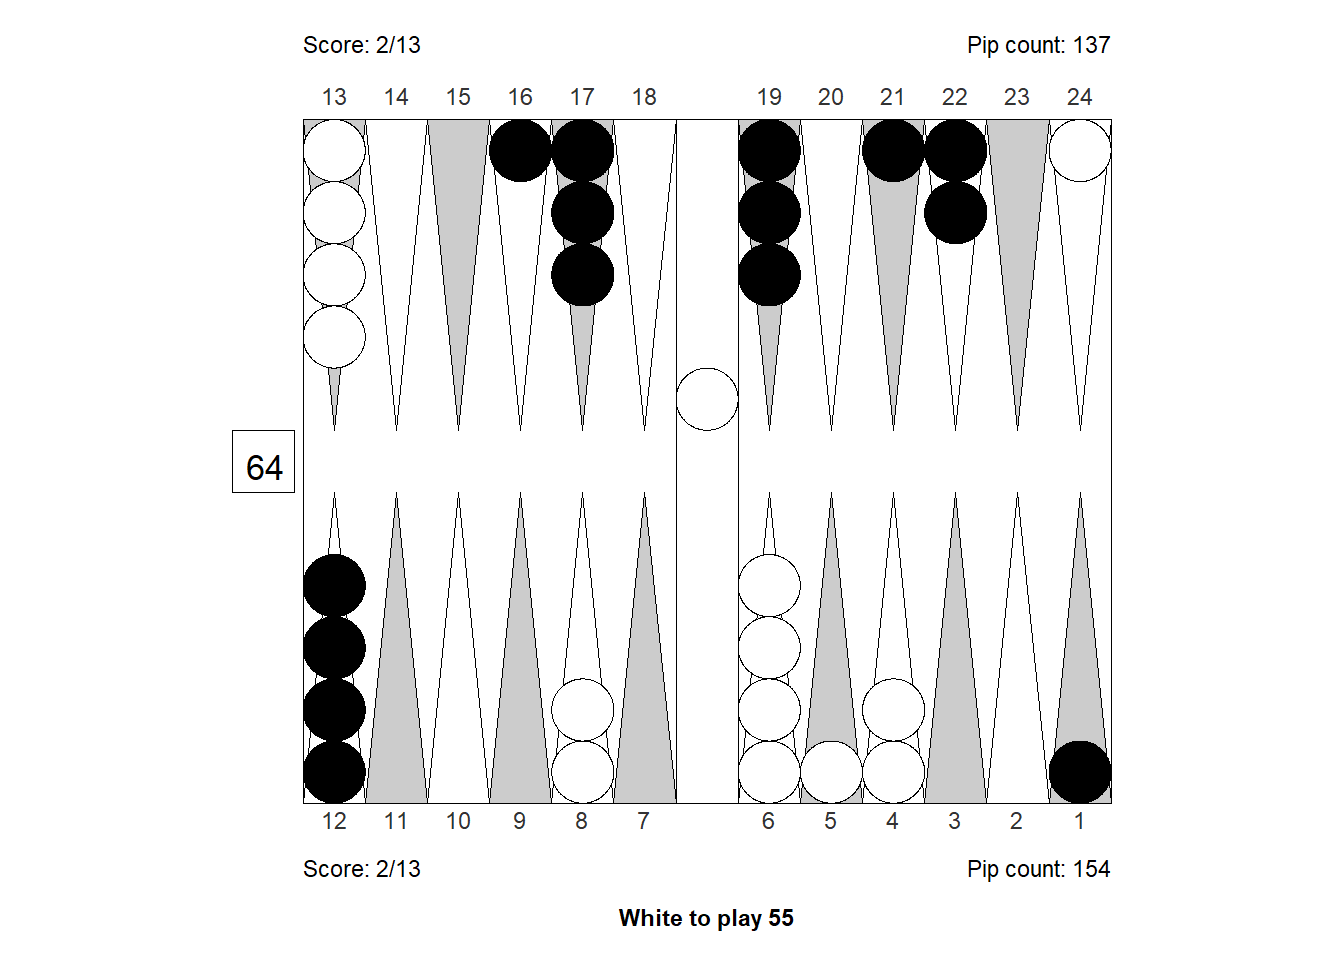 Score: 2/13 Pip count: 137
13 14 15 16 17 18 19 20 21 22 23 24
64
12 11 10 9 8 7 6 5 4 3 2 1
Score: 2/13 Pip count: 154
White to play 55